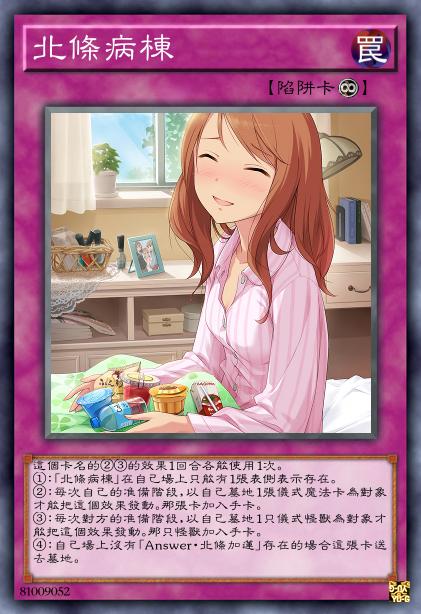 北條病棟
罠
【陷阱卡】
這個卡名的②③的效果1回合各能使用1次。
①:「北條病棟」在自己場上只能有1張表側表示存在。
②:每次自己的准備階段,以自己墓地1張儀式魔法卡為對象
才能把這個效果發動。那張卡加入手卡。
③:每次對方的准備階段,以自己墓地1只儀式怪獸為對象才
能把這個效果發動。那只怪獸加入手卡。
④:自己場上沒有「Answer·北條加蓮」存在的場合這張卡送
去墓地。
81009052